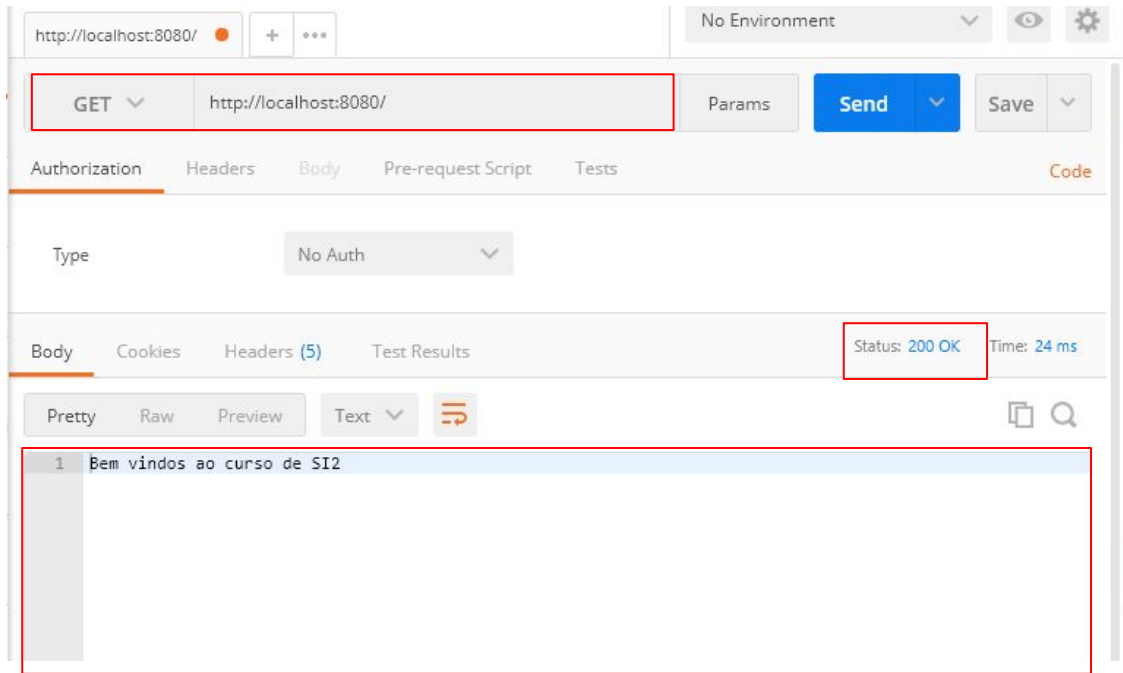 http://localhost:8080/
No Environment
GET http://localhost:8080/ Params Send Save
Authorization Headers Body Pre-request Script Tests Code
Type No Auth
Body Cookies Headers (5) Test Results Status: 200 OK Time: 24 ms
Pretty Raw Preview Text
1 Bem vindos ao curso de SI2